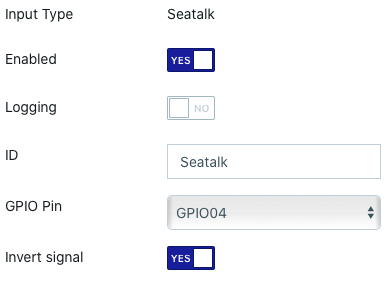 Input Type Seatalk
Enabled YES
Logging NO
ID Seatalk
GPIO Pin GPIO04
Invert signal YES